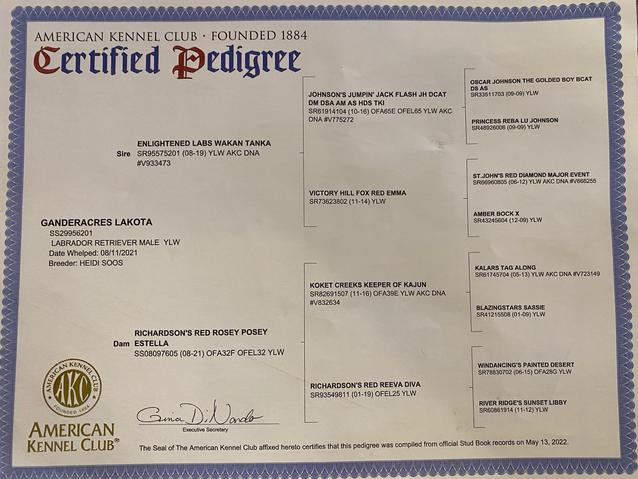 AMERICAN KENNEL CLUB · FOUNDED 1884
Certified Pedigree
JOHNSON'S JUMPIN' JACK FLASH JH DCAT
DM DSA AM AS HDS TKI
SR61914104 (10-16) OFA65E OFEL65 YLW AKC
DNA #V775272
OSCAR JOHNSON THE GOLDED BOY BCAT
DS AS
SR33511703 (09-09) YLW
PRINCESS REBA LU JOHNSON
SR48926006 (09-09) YLW
ENLIGHTENED LABS WAKAN TANKA
Sire SR95575201 (08-19) YLW AKC DNA
#V933473
VICTORY HILL FOX RED EMMA
SR73623802 (11-14) YLW
ST.JOHN'S RED DIAMOND MAJOR EVENT
SR66960805 (06-12) YLW AKC DNA #V666255
AMBER BOCK X
SR43245604 (12-09) YLW
GANDERACRES LAKOTA
SS29956201
LABRADOR RETRIEVER MALE YLW
Date Whelped: 08/11/2021
Breeder: HEIDI SOOS
KOKET CREEKS KEEPER OF KAJUN
SR82691507 (11-16) OFA39E YLW AKC DNA
#V832634
KALARS TAG ALONG
SR61745704 (05-13) YLW AKC DNA #V723149
BLAZINGSTARS SASSIE
SR41215508 (01-09) YLW
RICHARDSON'S RED ROSEY POSEY
Dam ESTELLA
SS08097605 (08-21) OFA32F OFEL32 YLW
RICHARDSON'S RED REEVA DIVA
SR93549811 (01-19) OFEL25 YLW
WINDANCING'S PAINTED DESERT
SR78830702 (06-15) OFA28G YLW
RIVER RIDGE'S SUNSET LIBBY
SR60861914 (11-12) YLW
AMERICAN KENNEL CLUB
AKC
FOUNDED 1884
AMERICAN
KENNEL CLUB®
Gina DiNardo
Executive Secretary
The Seal of The American Kennel Club affixed hereto certifies that this pedigree was compiled from official Stud Book records on May 13, 2022.